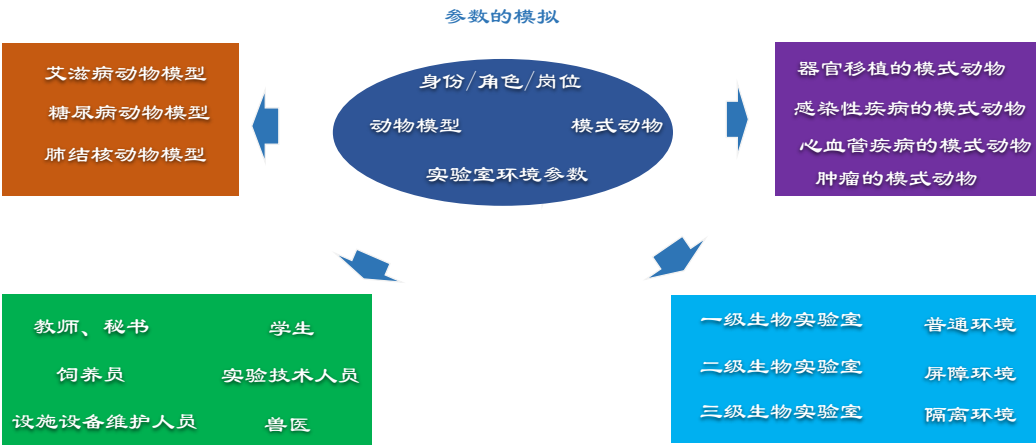 参数的模拟
艾滋病动物模型
糖尿病动物模型
肺结核动物模型
身份/角色/岗位
动物模型 模式动物
实验室环境参数
器官移植的模式动物
感染性疾病的模式动物
心血管疾病的模式动物
肿瘤的模式动物
教师、秘书 学生
饲养员 实验技术人员
设施设备维护人员 兽医
一级生物实验室 普通环境
二级生物实验室 屏障环境
三级生物实验室 隔离环境